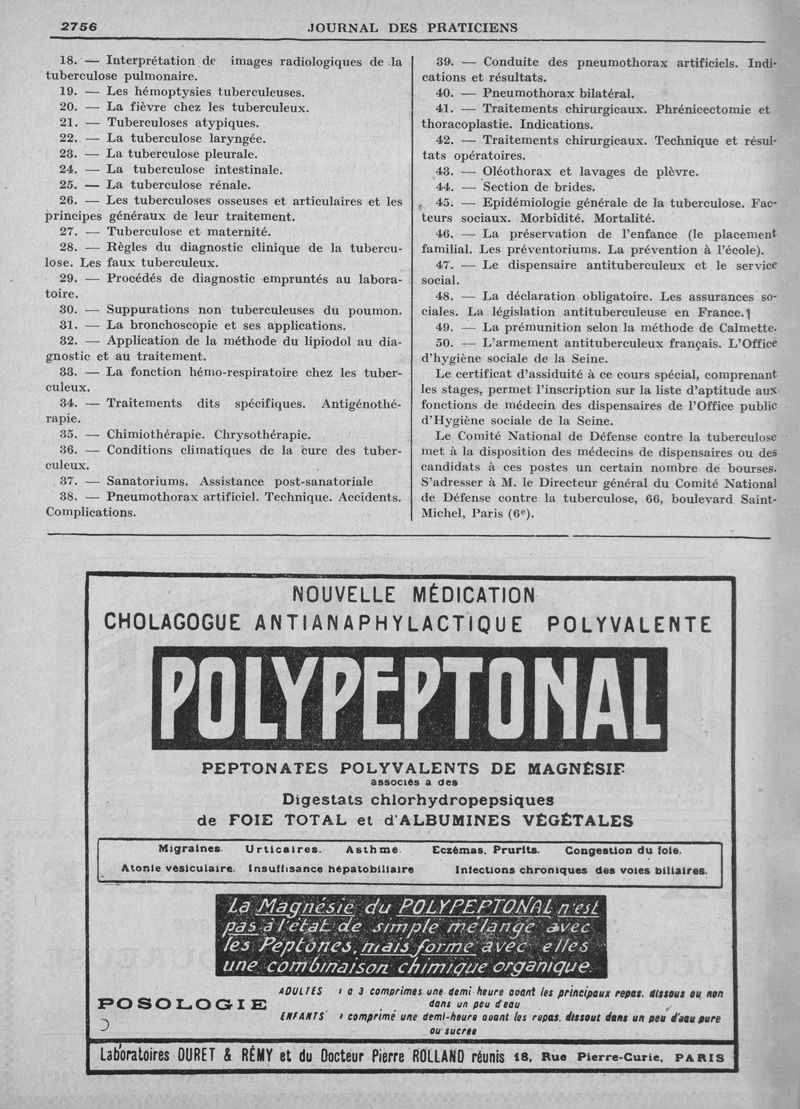 2756
JOURNAL DES PRATICIENS
18. — Interprétation de images radiologiques de la
tuberculose pulmonaire.
19. — Les hémoptysies tuberculeuses.
20. — La fièvre chez les tuberculeux.
21. — Tuberculoses atypiques.
22. — La tuberculose laryngée.
23. — La tuberculose pleurale.
24. — La tuberculose intestinale.
25. — La tuberculose rénale.
26. — Les tuberculoses osseuses et articulaires et les
principes généraux de leur traitement.
27. — Tuberculose et maternité.
28. — Règles du diagnostic clinique de la tubercu-
lose. Les faux tuberculeux.
29. — Procédés de diagnostic empruntés au labora-
toire.
30. — Suppurations non tuberculeuses du poumon.
31. — La bronchoscopie et ses applications.
32. — Application de la méthode du lipiodol au dia-
gnostic et au traitement.
33. — La fonction hémo-respiratoire chez les tuber-
culeux.
34. — Traitements dits spécifiques. Antigénothé-
rapie.
35. — Chimiothérapie. Chrysothérapie.
36. — Conditions climatiques de la cure des tuber-
culeux.
37. — Sanatoriums. Assistance post-sanatoriale
38. — Pneumothorax artificiel. Technique. Accidents.
Complications.
39. — Conduite des pneumothorax artificiels. Indi-
cations et résultats.
40. — Pneumothorax bilatéral.
41. — Traitements chirurgicaux. Phrénicectomie et
thoracoplastie. Indications.
42. — Traitements chirurgicaux. Technique et résul-
tats opératoires.
43. — Oléothorax et lavages de plèvre.
44. — Section de brides.
45. — Epidémiologie générale de la tuberculose. Fac-
teurs sociaux. Morbidité. Mortalité.
46. — La préservation de l'enfance (le placement
familial. Les préventoriums. La prévention à l'école).
47. — Le dispensaire antituberculeux et le service
social.
48. — La déclaration obligatoire. Les assurances so-
ciales. La législation antituberculeuse en France.
49. — La prémunition selon la méthode de Calmette.
50. — L'armement antituberculeux français. L'Office
d'hygiène sociale de la Seine.
Le certificat d'assiduité à ce cours spécial, comprenant
les stages, permet l'inscription sur la liste d'aptitude aux
fonctions de médecin des dispensaires de l'Office public
d'Hygiène sociale de la Seine.
Le Comité National de Défense contre la tuberculose
met à la disposition des médecins de dispensaires ou des
candidats à ces postes un certain nombre de bourses.
S'adresser à M. le Directeur général du Comité National
de Défense contre la tuberculose, 66, boulevard Saint-
Michel, Paris (6e).
NOUVELLE MÉDICATION
CHOLAGOGUE ANTIANAPHYLACTIQUE POLYVALENTE
POLYPEPTONAL
PEPTONATES POLYVALENTS DE MAGNÉSIE
associés a des
Digestats chlorhydropepsiques
de FOIE TOTAL et d'ALBUMINES VÉGÉTALES
Migraines. Urticaires. Asthme. Eczémas. Prurits. Congestion du foie.
Atonie vésiculaire. Insuffisance hépatobiliaire Infections chroniques des voies biliaires.
La Magnésie du POLYPEPTONAL n'est
pas à l'état de simple mélange avec
les Peptones, mais forme avec elles
une combinaison chimique organique.
POSOLOGIE
ADULTES 1 a 3 comprimes une demi-heure avant les principaux repas. dissous ou non
dans un peu d'eau
ENFANTS 1 comprimé une demi-heure avant les repas. dissout dans un peu d'eau pure
ou sucree
Laboratoires DURET & RÉMY et du Docteur Pierre ROLLAND réunis 18, Rue Pierre-Curie, PARIS